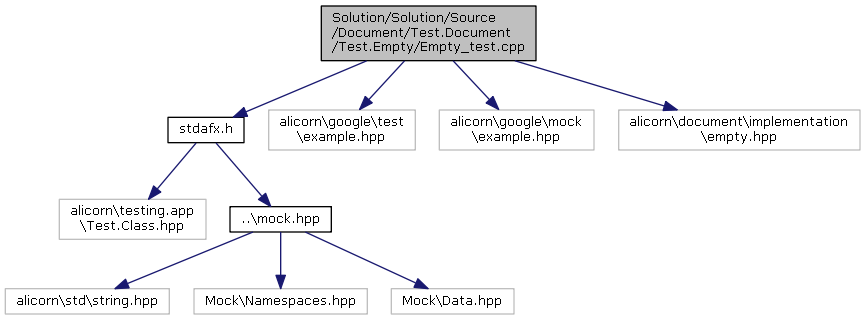 Solution/Solution/Source
/Document/Test.Document
/Test.Empty/Empty_test.cpp
stdafx.h
alicorn\google\test
\example.hpp
alicorn\google\mock
\example.hpp
alicorn\document\implementation
\empty.hpp
alicorn\testing.app
\Test.Class.hpp
..\mock.hpp
alicorn\std\string.hpp
Mock\Namespaces.hpp
Mock\Data.hpp